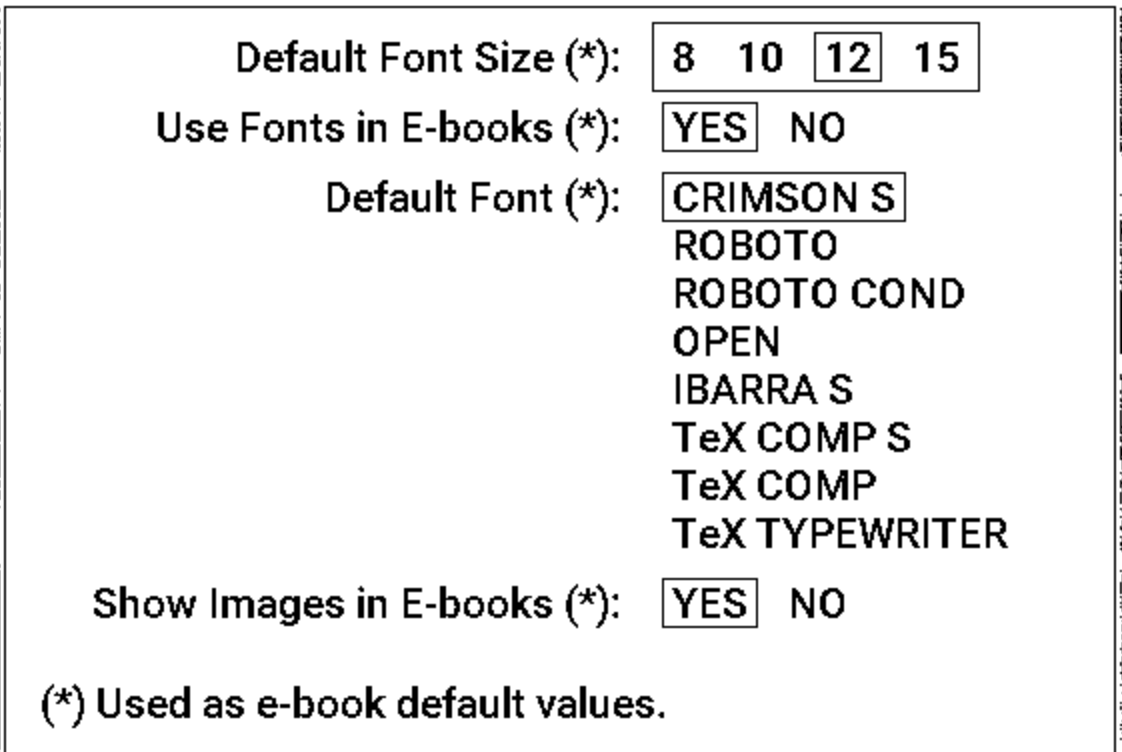 Default Font Size (*): 8 10 12 15
Use Fonts in E-books (*): YES NO
Default Font (*): CRIMSON S
ROBOTO
ROBOTO COND
OPEN
IBARRA S
TeX COMP S
TeX COMP
TeX TYPEWRITER
Show Images in E-books (*): YES NO
(*) Used as e-book default values.